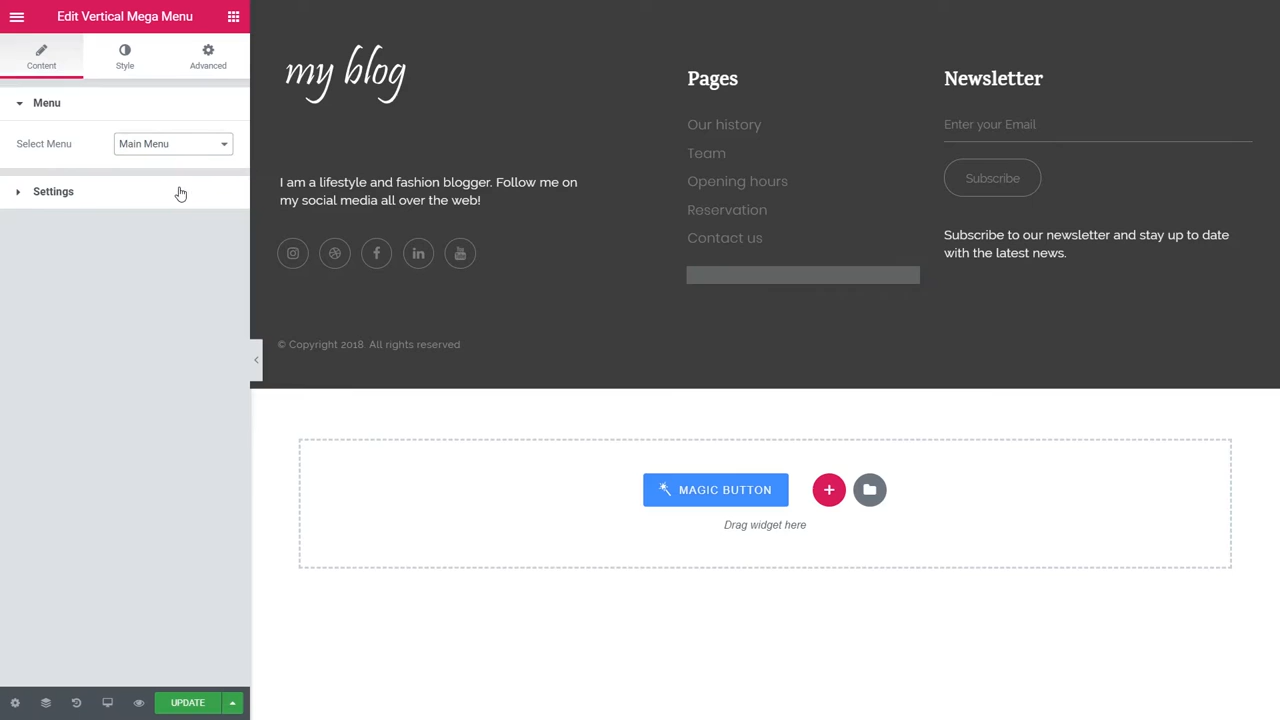 Edit Vertical Mega Menu
Content
Style
Advanced
Menu
Select Menu
Main Menu
Settings
UPDATE
my blog
I am a lifestyle and fashion blogger. Follow me on
my social media all over the web!
© Copyright 2018 All rights reserved
Pages
Our history
Team
Opening hours
Reservation
Contact us
Newsletter
Enter your Email
Subscribe
Subscribe to our newsletter and stay up to date
with the latest news.
MAGIC BUTTON
Drag widget here